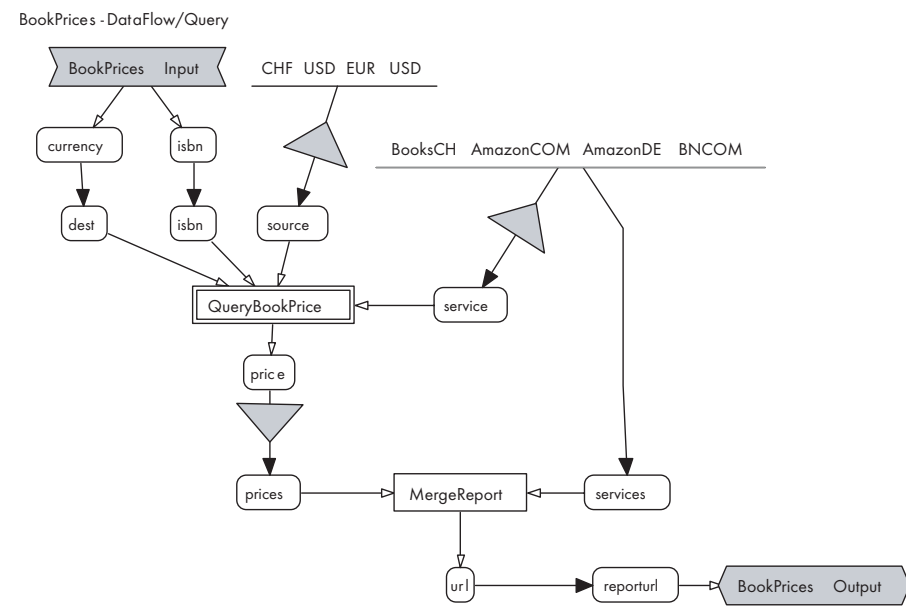 BookPrices - DataFlow/Query
BookPrices Input
CHF USD EUR USD
currency
isbn
BooksCH AmazonCOM AmazonDE BNCOM
dest
isbn
source
QueryBookPrice
service
price
prices
MergeReport
services
url
reporturl
BookPrices Output